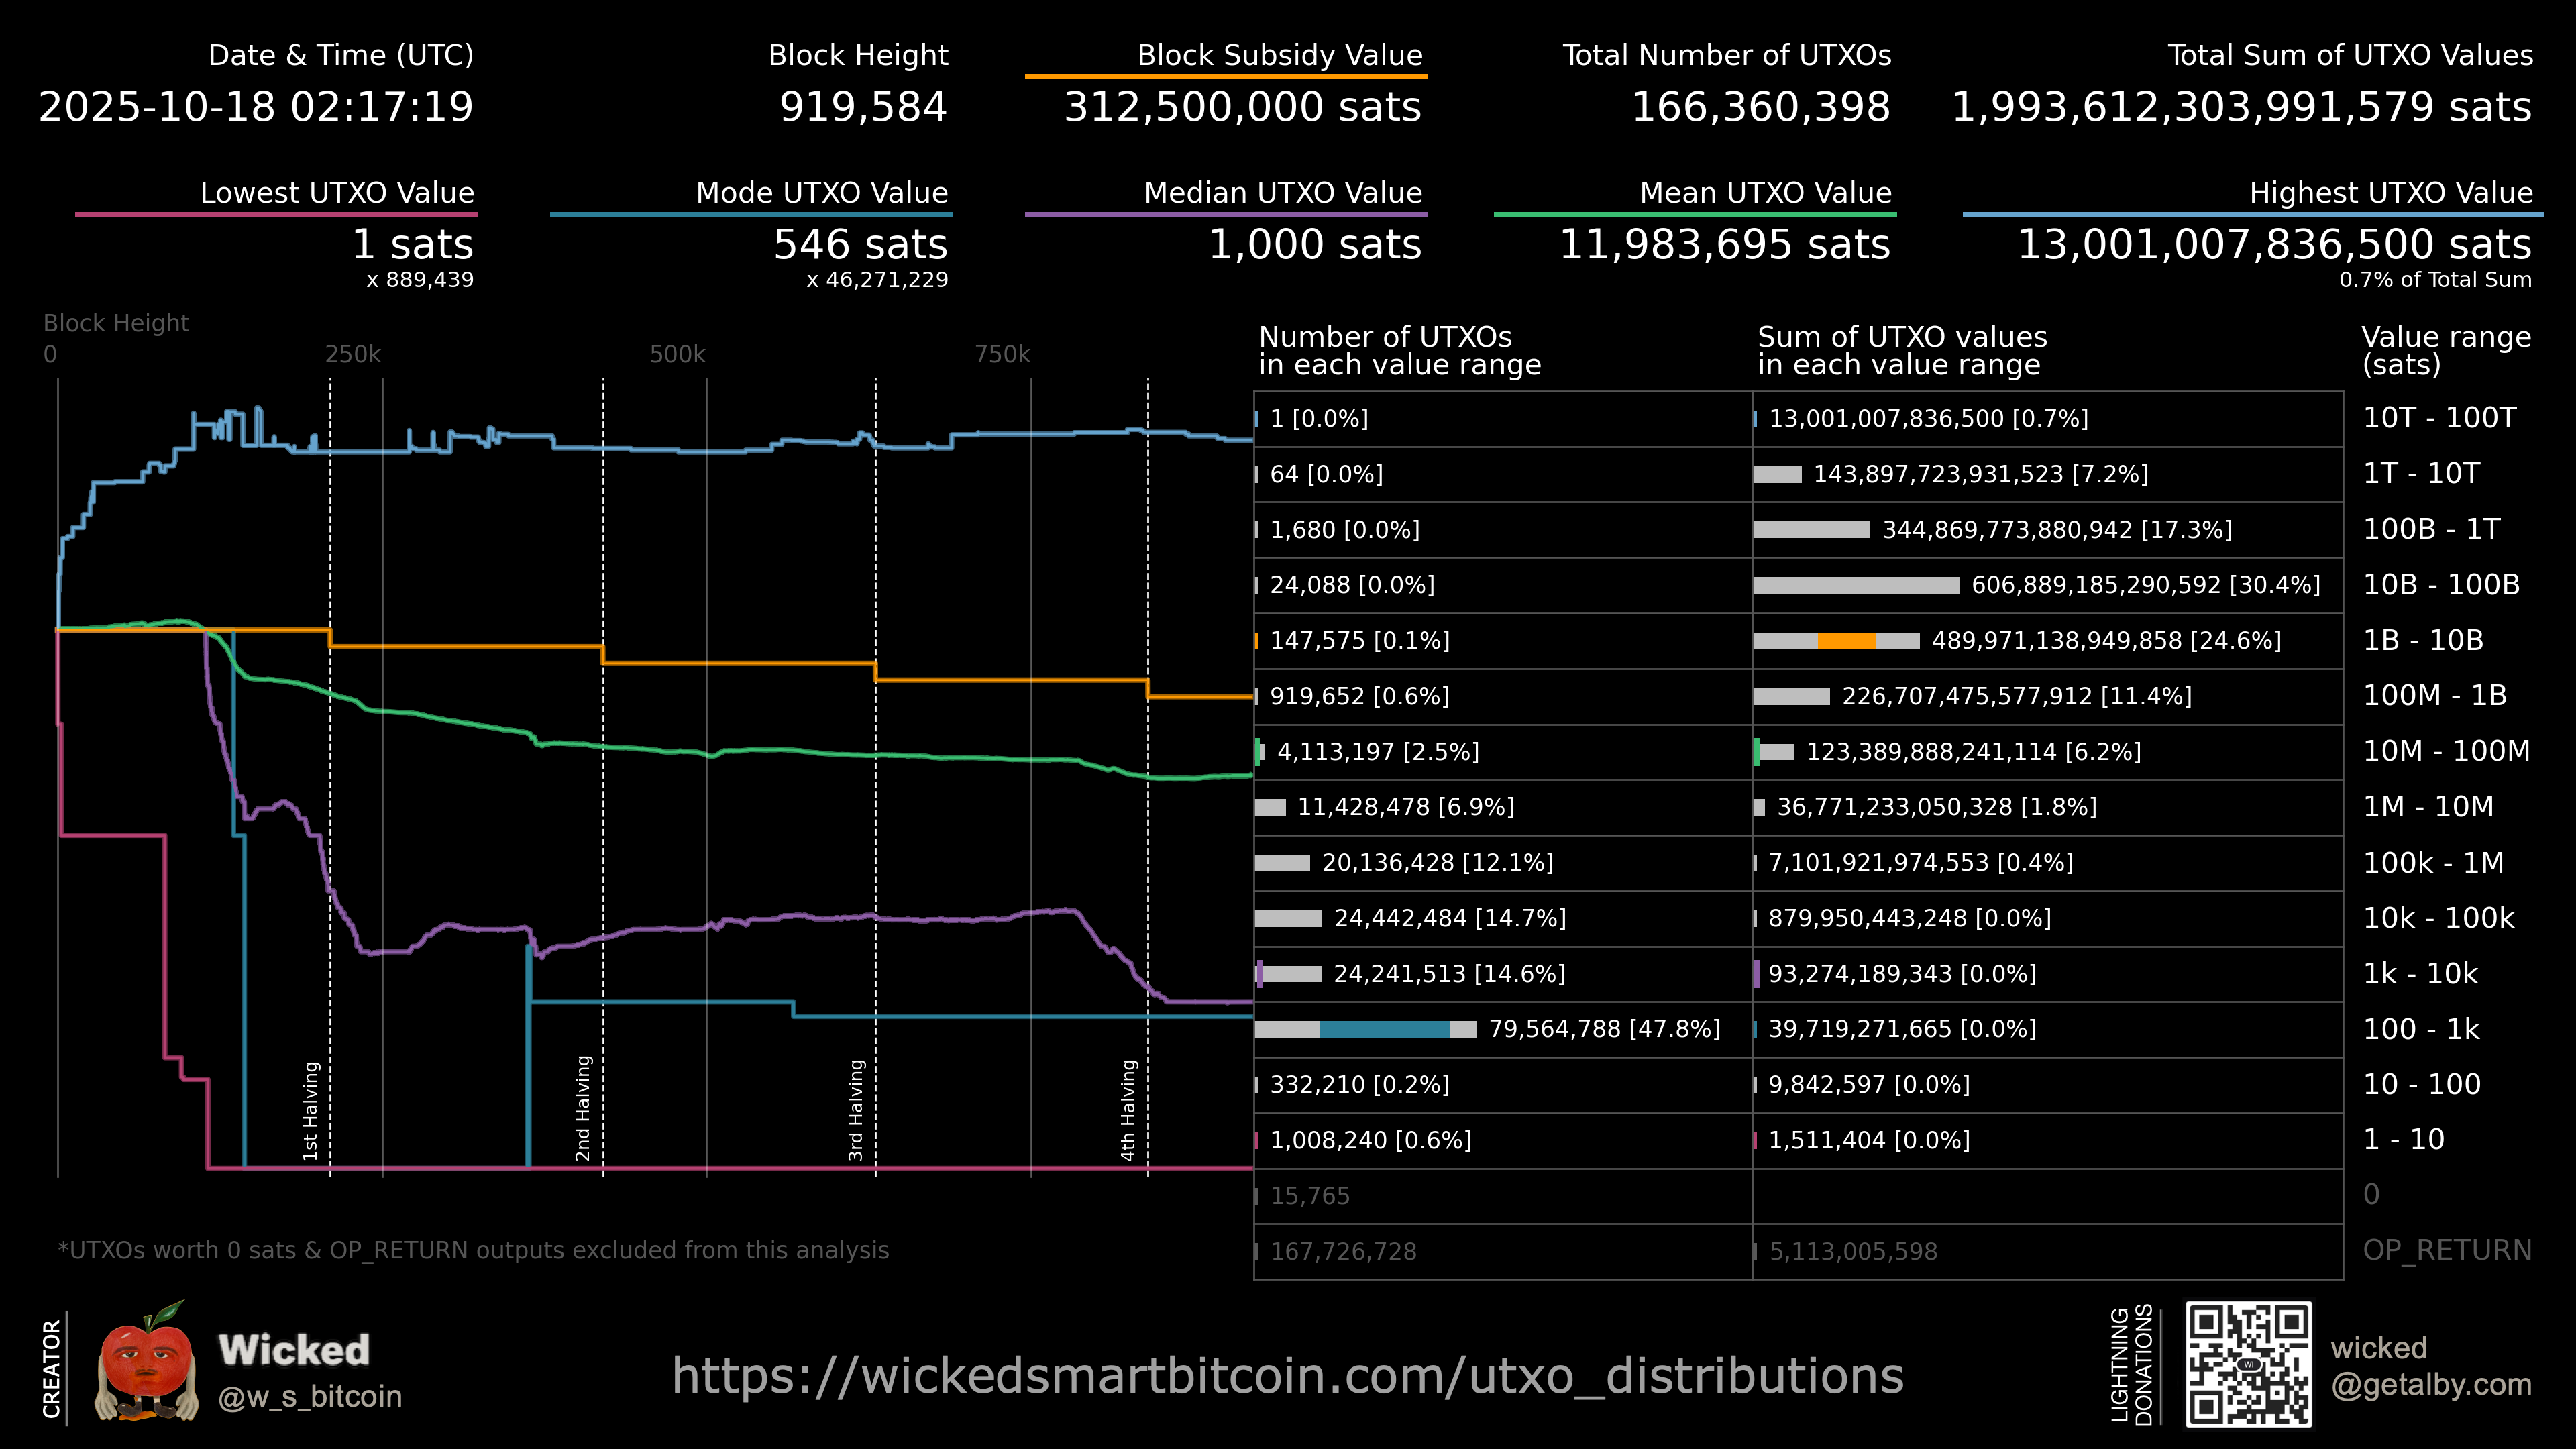 Date & Time (UTC)
2025-10-18 02:17:19
Block Height
919,584
Block Subsidy Value
312,500,000 sats
Total Number of UTXOs
166,360,398
Total Sum of UTXO Values
1,993,612,303,991,579 sats
Lowest UTXO Value
1 sats
x 889,439
Mode UTXO Value
546 sats
x 46,271,229
Median UTXO Value
1,000 sats
Mean UTXO Value
11,983,695 sats
Highest UTXO Value
13,001,007,836,500 sats
0.7% of Total Sum
Block Height
0 250k 500k 750k
1st Halving
2nd Halving
3rd Halving
4th Halving
Number of UTXOs
in each value range
Sum of UTXO values
in each value range
Value range
(sats)
1 [0.0%] 13,001,007,836,500 [0.7%] 10T - 100T
64 [0.0%] 143,897,723,931,523 [7.2%] 1T - 10T
1,680 [0.0%] 344,869,773,880,942 [17.3%] 100B - 1T
24,088 [0.0%] 606,889,185,290,592 [30.4%] 10B - 100B
147,575 [0.1%] 489,971,138,949,858 [24.6%] 1B - 10B
919,652 [0.6%] 226,707,475,577,912 [11.4%] 100M - 1B
4,113,197 [2.5%] 123,389,888,241,114 [6.2%] 10M - 100M
11,428,478 [6.9%] 36,771,233,050,328 [1.8%] 1M - 10M
20,136,428 [12.1%] 7,101,921,974,553 [0.4%] 100k - 1M
24,442,484 [14.7%] 879,950,443,248 [0.0%] 10k - 100k
24,241,513 [14.6%] 93,274,189,343 [0.0%] 1k - 10k
79,564,788 [47.8%] 39,719,271,665 [0.0%] 100 - 1k
332,210 [0.2%] 9,842,597 [0.0%] 10 - 100
1,008,240 [0.6%] 1,511,404 [0.0%] 1 - 10
15,765 0
167,726,728 5,113,005,598 OP_RETURN
*UTXOs worth 0 sats & OP_RETURN outputs excluded from this analysis
CREATOR
Wicked
@w_s_bitcoin
https://wickedsmartbitcoin.com/utxo_distributions
LIGHTNING
DONATIONS
wicked
@getalby.com